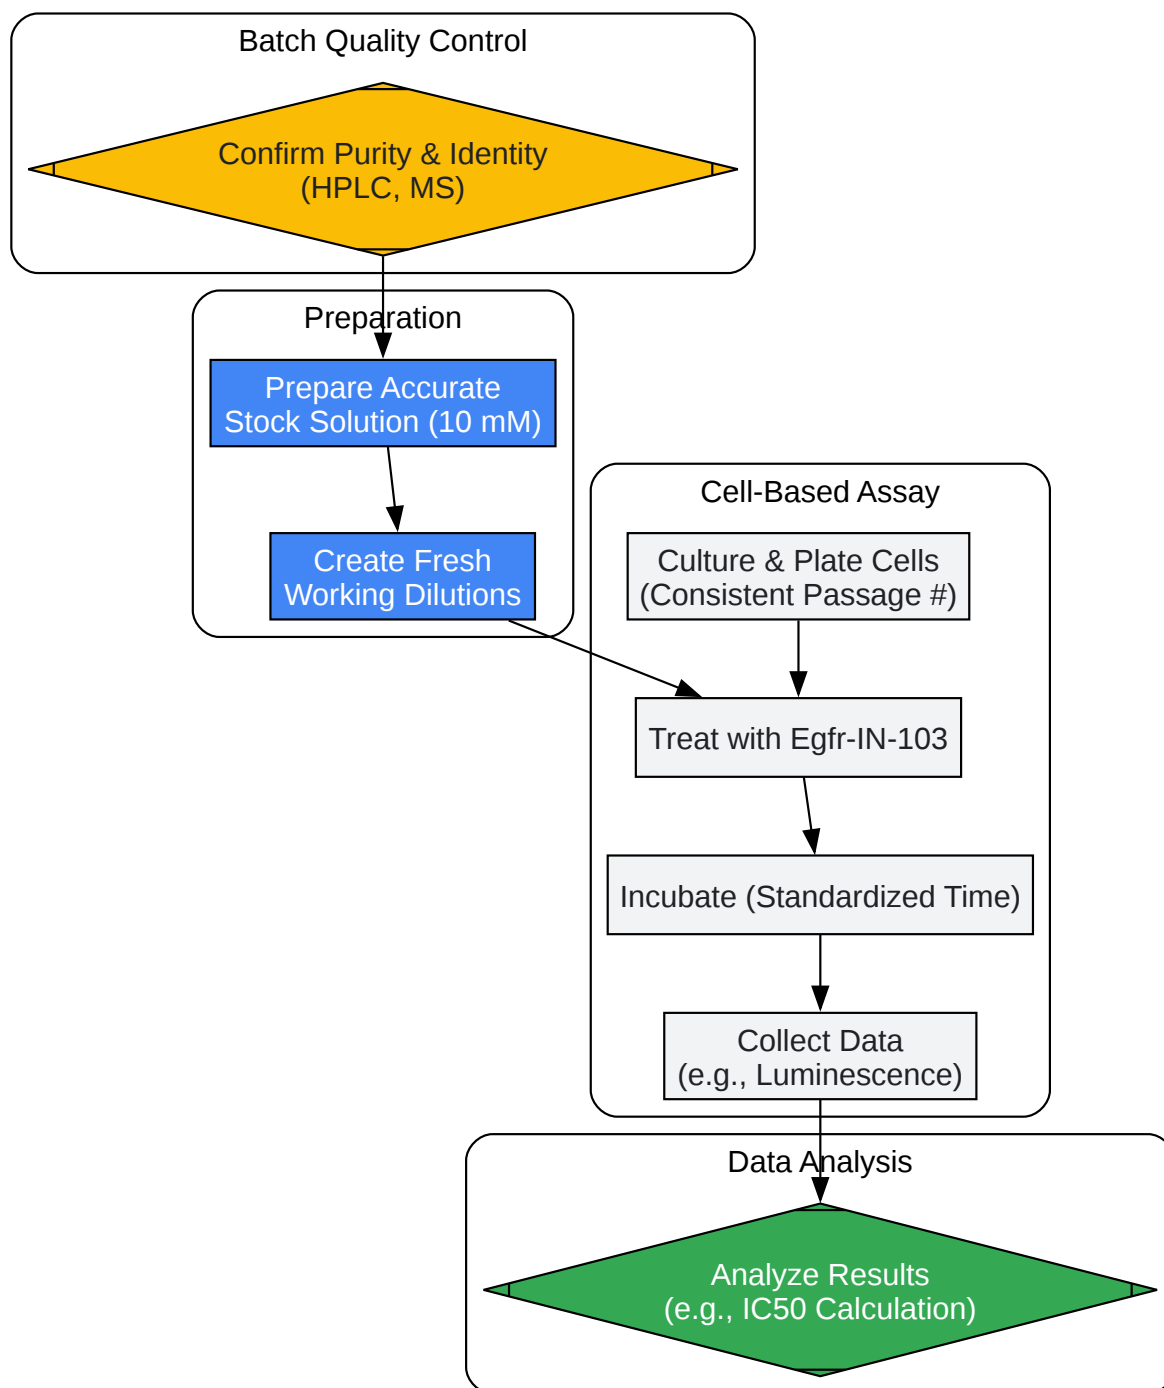 Batch Quality Control
Confirm Purity & Identity
(HPLC, MS)
Preparation
Prepare Accurate
Stock Solution (10 mM)
Create Fresh
Working Dilutions
Cell-Based Assay
Culture & Plate Cells
(Consistent Passage #)
Treat with Egfr-IN-103
Incubate (Standardized Time)
Collect Data
(e.g., Luminescence)
Data Analysis
Analyze Results
(e.g., IC50 Calculation)